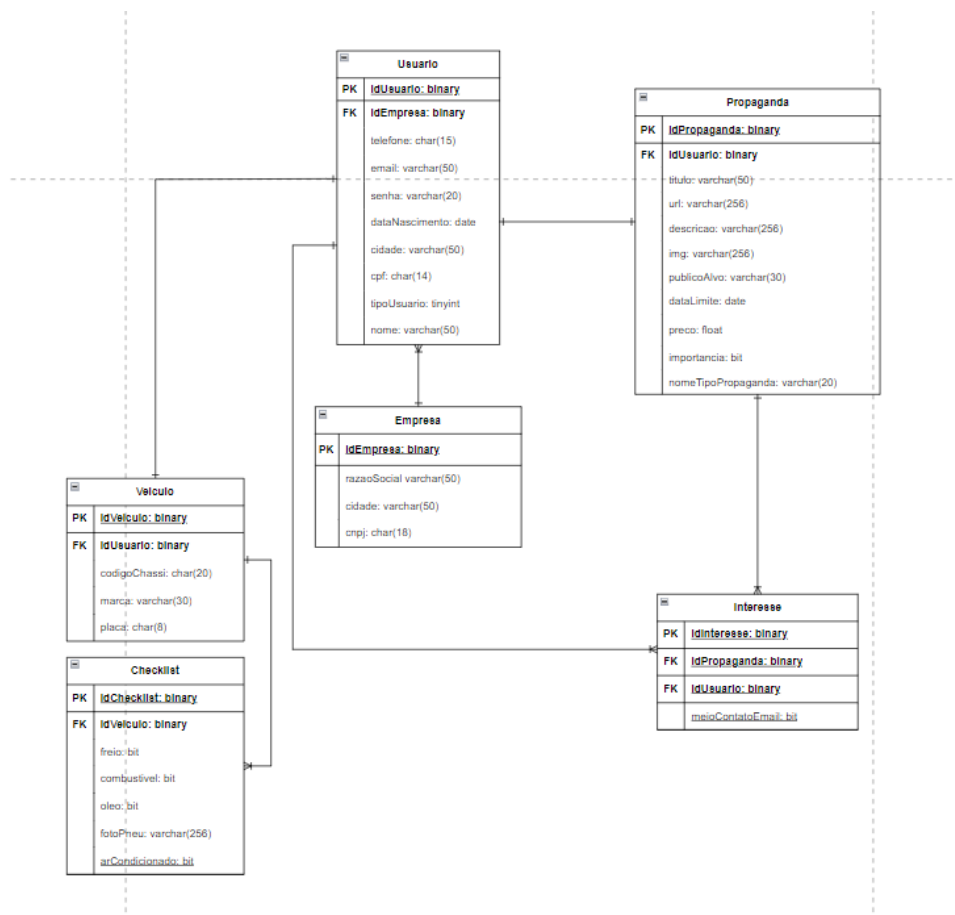 Usuario
PK IdUsuario: binary
FK IdEmpresa: binary
telefone: char(15)
email: varchar(50)
senha: varchar(20)
dataNascimento: date
cidade: varchar(50)
cpf: char(14)
tipoUsuario: tinyint
nome: varchar(50)
Propaganda
PK IdPropaganda: binary
FK IdUsuario: binary
titulo: varchar(50)
url: varchar(256)
descricao: varchar(256)
img: varchar(256)
publicoAlvo: varchar(30)
dataLimite: date
preco: float
importancia: bit
nomeTipoPropaganda: varchar(20)
Empresa
PK IdEmpresa: binary
razaoSocial varchar(50)
cidade: varchar(50)
cnpj: char(18)
Veiculo
PK IdVeiculo: binary
FK IdUsuario: binary
codigoChassi: char(20)
marca: varchar(30)
placa: char(8)
Checklist
PK IdChecklist: binary
FK IdVeiculo: binary
freio: bit
combustivel: bit
oleo: bit
fotoPneu: varchar(256)
arCondicionado: bit
Interesse
PK IdInteresse: binary
FK IdPropaganda: binary
FK IdUsuario: binary
meioContatoEmail: bit